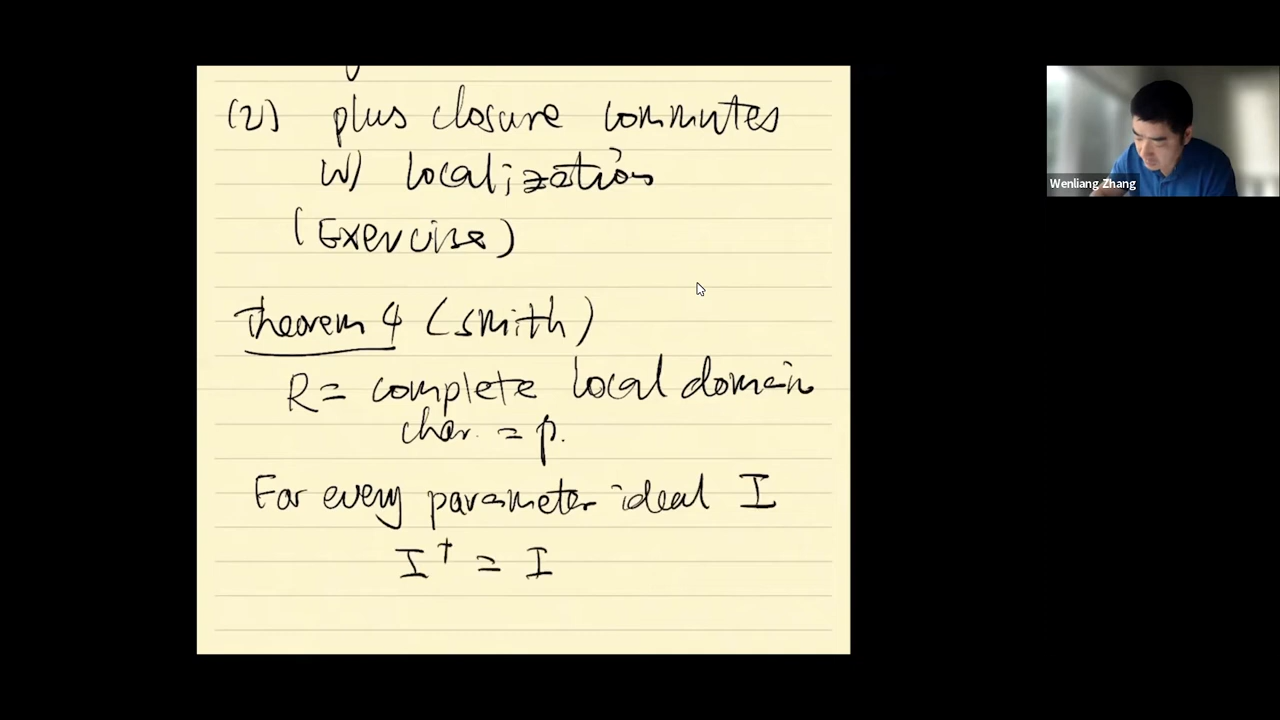 (2) plus closure commutes
w/ localization
(Exercise)
Theorem 4 (Smith)
R = complete local domain
char. = p.
For every parameter ideal I
I⁺ = I
Wenliang Zhang